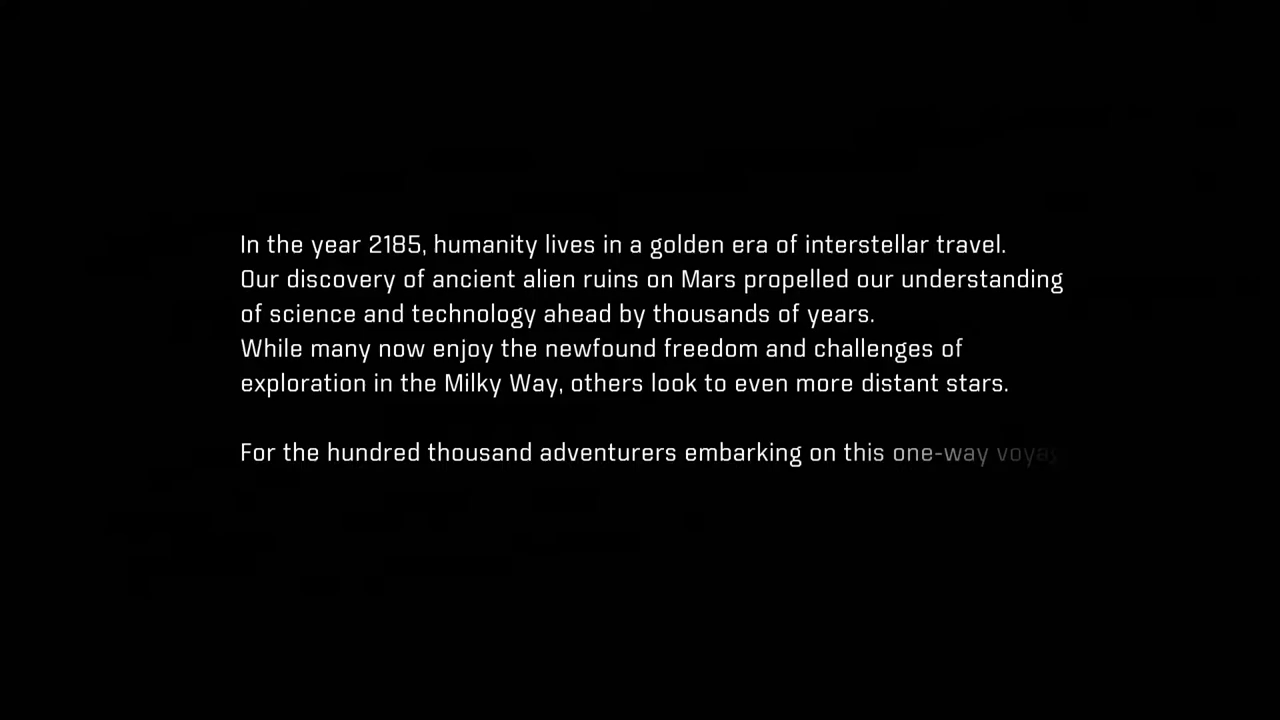 In the year 2185, humanity lives in a golden era of interstellar travel.
Our discovery of ancient alien ruins on Mars propelled our understanding
of science and technology ahead by thousands of years.
While many now enjoy the newfound freedom and challenges of
exploration in the Milky Way, others look to even more distant stars.
For the hundred thousand adventurers embarking on this one-way